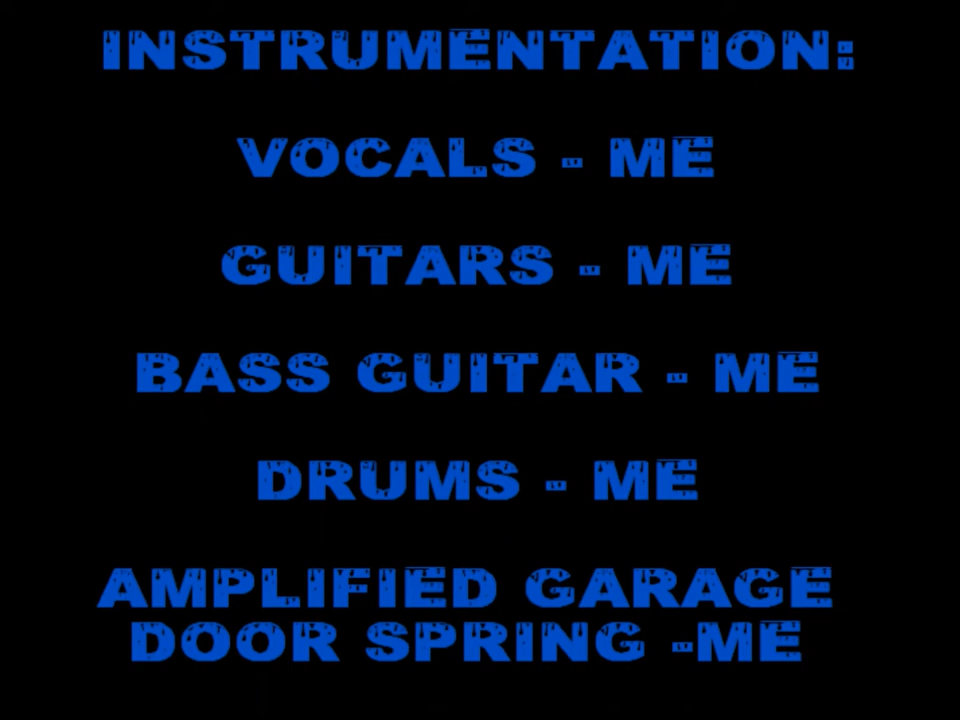 INSTRUMENTATION:
VOCALS - ME
GUITARS - ME
BASS GUITAR - ME
DRUMS - ME
AMPLIFIED GARAGE
DOOR SPRING -ME